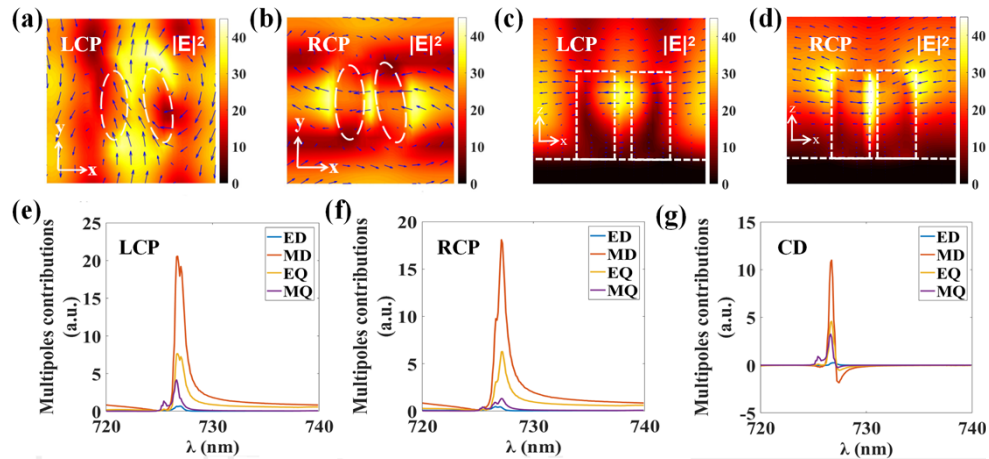 (a)
LCP
|E|²
y
x
40
30
20
10
0
(b)
RCP
|E|²
y
x
40
30
20
10
0
(c)
LCP
|E|²
z
x
40
30
20
10
0
(d)
RCP
|E|²
z
x
40
30
20
10
0
(e)
LCP
ED
MD
EQ
MQ
Multipoles contributions
(a.u.)
25
20
15
10
5
0
720
730
740
λ (nm)
(f)
RCP
ED
MD
EQ
MQ
Multipoles contributions
(a.u.)
20
15
10
5
0
720
730
740
λ (nm)
(g)
CD
ED
MD
EQ
MQ
Multipoles contributions
(a.u.)
15
10
5
0
-5
720
730
740
λ (nm)